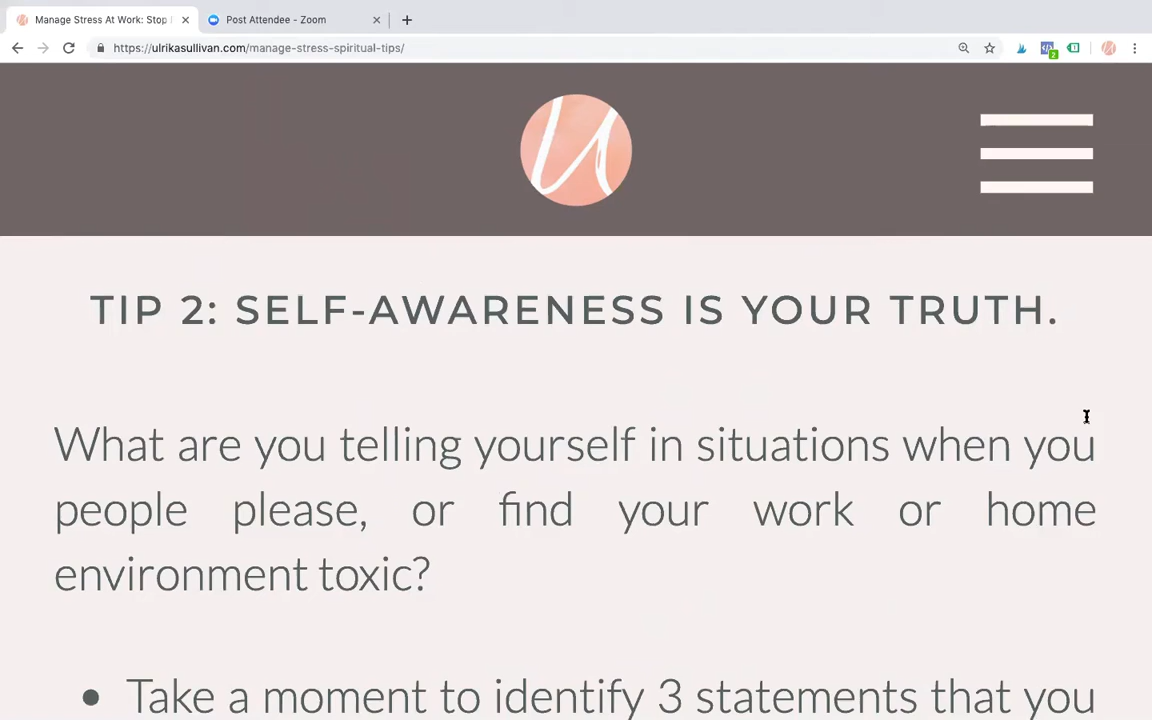 Manage Stress At Work: Stop
Post Attendee - Zoom
https://ulrikasullivan.com/manage-stress-spiritual-tips/
2
U
TIP 2: SELF-AWARENESS IS YOUR TRUTH.
What are you telling yourself in situations when you
people please, or find your work or home
environment toxic?
• Take a moment to identify 3 statements that you